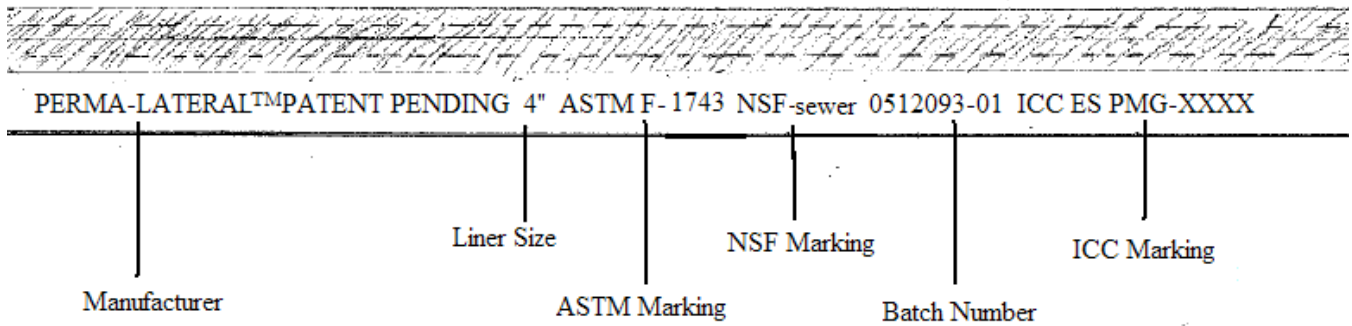 PERMA-LATERAL™PATENT PENDING 4" ASTM F-1743 NSF-sewer 0512093-01 ICC ES PMG-XXXX
Liner Size
NSF Marking
ICC Marking
Manufacturer
ASTM Marking
Batch Number